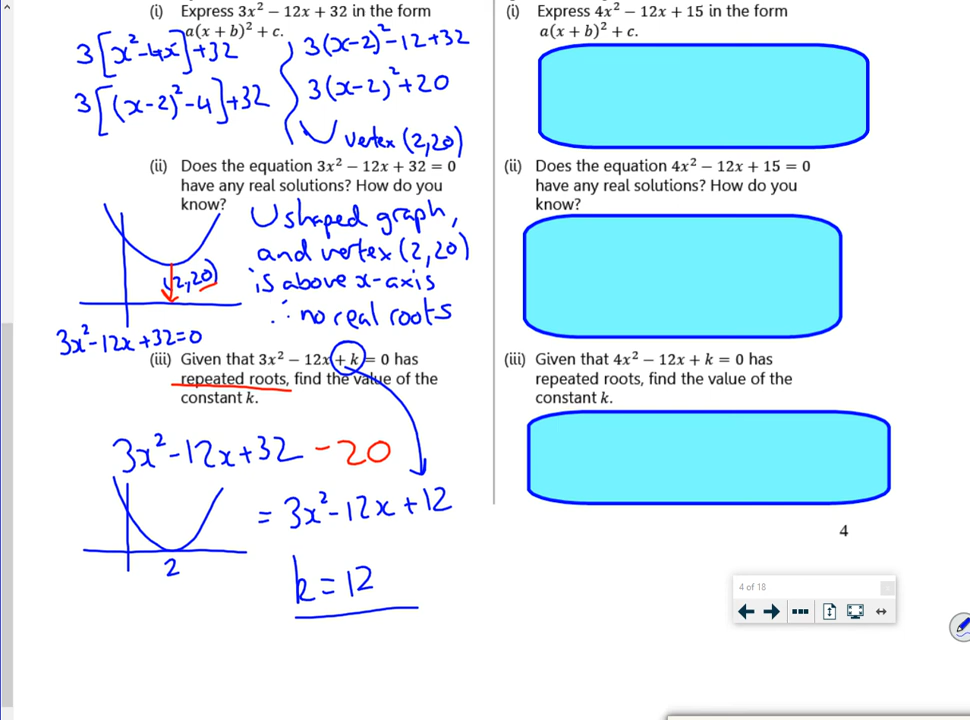 (i) Express 3x² − 12x + 32 in the form
a(x + b)² + c.
3[x²-4x]+32
3[(x-2)²-4]+32
3(x-2)²-12+32
3(x-2)²+20
vertex (2,20)
(ii) Does the equation 3x² − 12x + 32 = 0
have any real solutions? How do you
know?
U shaped graph,
and vertex (2,20)
is above x-axis
∴ no real roots
(2,20)
3x²-12x+32=0
(iii) Given that 3x² − 12x + k = 0 has
repeated roots, find the value of the
constant k.
3x²-12x+32 -20
= 3x²-12x+12
2
k=12
(i) Express 4x² − 12x + 15 in the form
a(x + b)² + c.
(ii) Does the equation 4x² − 12x + 15 = 0
have any real solutions? How do you
know?
(iii) Given that 4x² − 12x + k = 0 has
repeated roots, find the value of the
constant k.
4
4 of 18